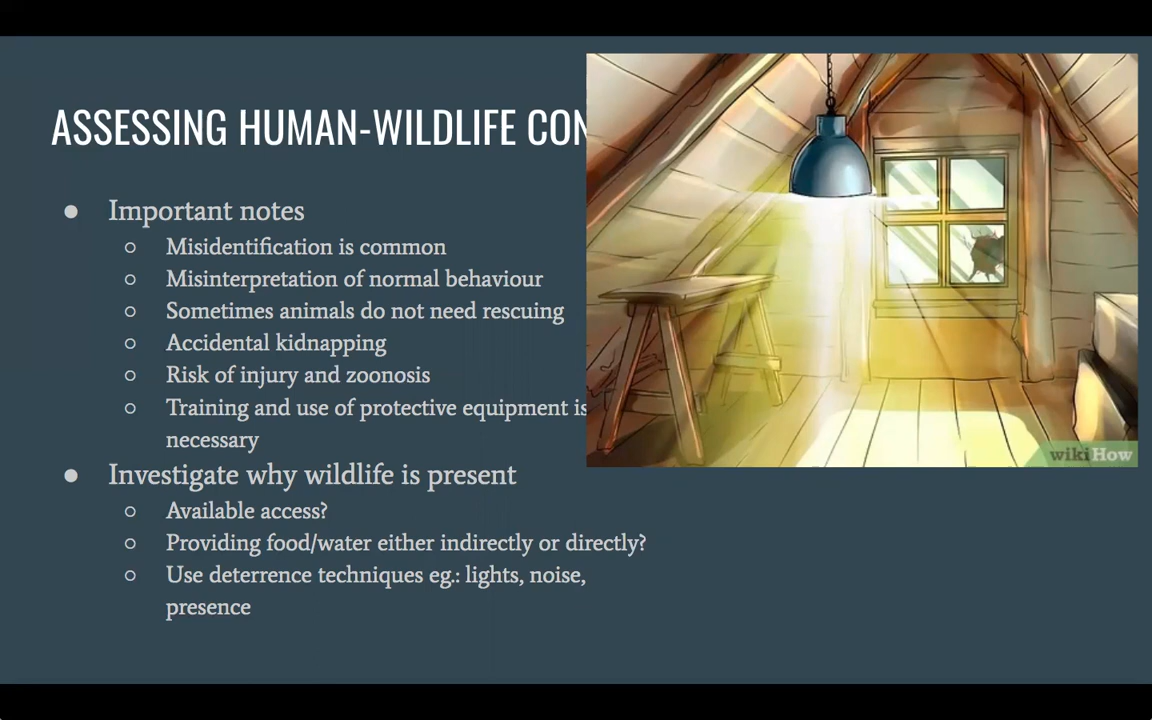 ASSESSING HUMAN-WILDLIFE CON
● Important notes
○ Misidentification is common
○ Misinterpretation of normal behaviour
○ Sometimes animals do not need rescuing
○ Accidental kidnapping
○ Risk of injury and zoonosis
○ Training and use of protective equipment is
necessary
● Investigate why wildlife is present
○ Available access?
○ Providing food/water either indirectly or directly?
○ Use deterrence techniques eg.: lights, noise,
presence
wikiHow